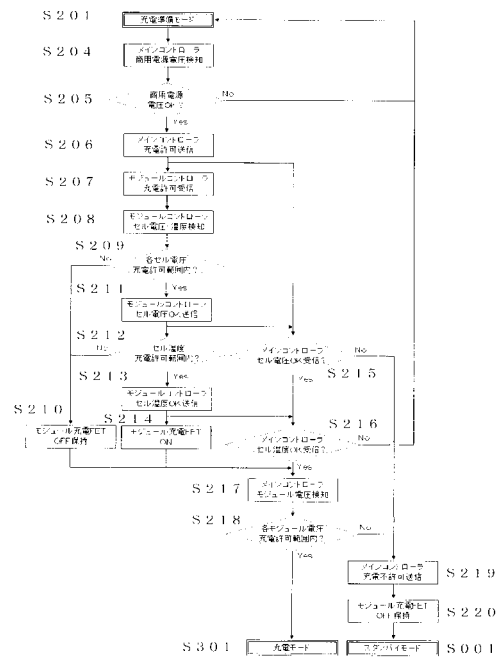 S201
充電準備モード
S204
メインコントローラ
商用電源電圧検知
S205
商用電源
電圧OK?
No
Yes
S206
メインコントローラ
充電許可送信
S207
モジュールコントローラ
充電許可受信
S208
モジュールコントローラ
セル電圧・温度検知
S209
各セル電圧
充電許可範囲内?
No
Yes
S211
モジュールコントローラ
セル電圧OK送信
S212
セル温度
充電許可範囲内?
No
Yes
メインコントローラ
セル電圧OK受信?
No
Yes
S215
S213
モジュールコントローラ
セル温度OK送信
S210
モジュール充電FET
OFF保持
S214
モジュール充電FET
ON
S216
メインコントローラ
セル温度OK受信?
No
Yes
S217
メインコントローラ
モジュール電圧検知
S218
各モジュール電圧
充電許可範囲内?
No
Yes
メインコントローラ
充電不許可送信
S219
モジュール充電FET
OFF保持
S220
S301
充電モード
スタンバイモード
S001